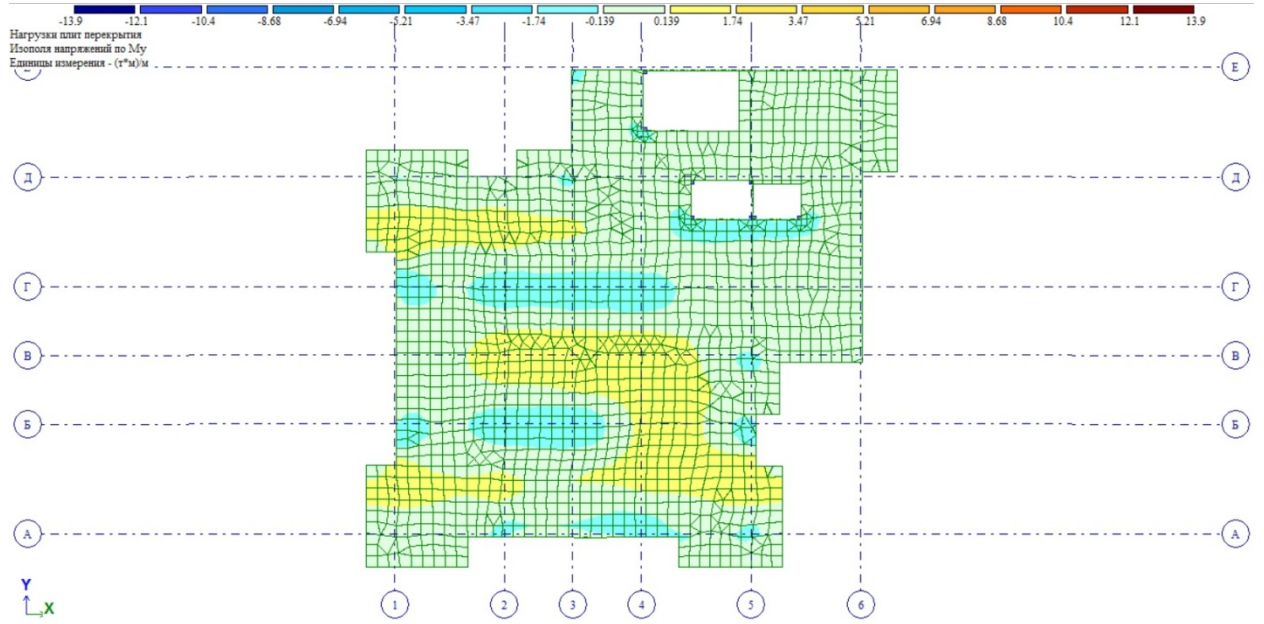 -13.9 -12.1 -10.4 -8.68 -6.94 -5.21 -3.47 -1.74 -0.139 0.139 1.74 3.47 5.21 6.94 8.68 10.4 12.1 13.9
Нагрузки плит перекрытия
Изополя напряжений по My
Единицы измерения - (т*м)/м
Е
Д Д
Г Г
В В
Б Б
А А
Y
X
1 2 3 4 5 6